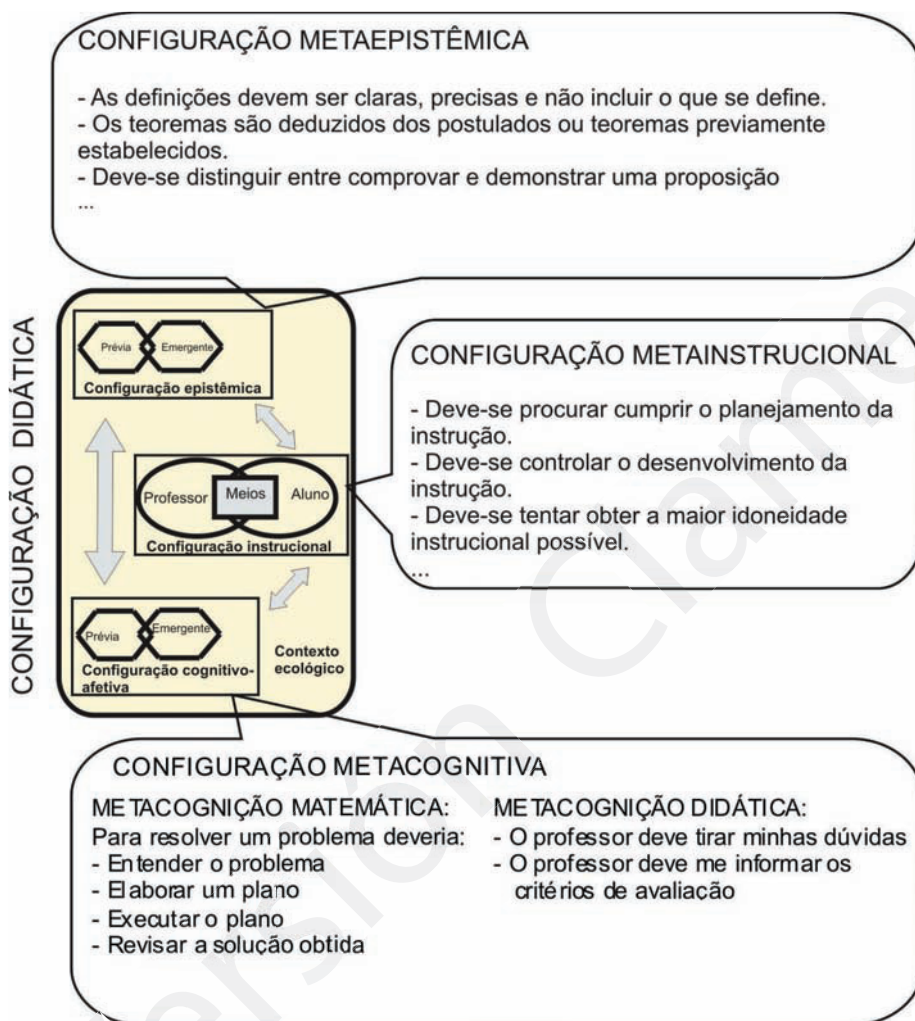 CONFIGURAÇÃO METAEPISTÊMICA
- As definições devem ser claras, precisas e não incluir o que se define.
- Os teoremas são deduzidos dos postulados ou teoremas previamente
estabelecidos.
- Deve-se distinguir entre comprovar e demonstrar uma proposição
...
CONFIGURAÇÃO DIDÁTICA
Prévia
Emergente
Configuração epistêmica
Professor
Meios
Aluno
Configuração instrucional
Prévia
Emergente
Configuração cognitivo-
afetiva
Contexto
ecológico
CONFIGURAÇÃO METAINSTRUCIONAL
- Deve-se procurar cumprir o planejamento da
instrução.
- Deve-se controlar o desenvolvimento da
instrução.
- Deve-se tentar obter a maior idoneidade
instrucional possível.
...
CONFIGURAÇÃO METACOGNITIVA
METACOGNIÇÃO MATEMÁTICA:
Para resolver um problema deveria:
- Entender o problema
- Elaborar um plano
- Executar o plano
- Revisar a solução obtida
METACOGNIÇÃO DIDÁTICA:
- O professor deve tirar minhas dúvidas
- O professor deve me informar os
critérios de avaliação
ersión Clame